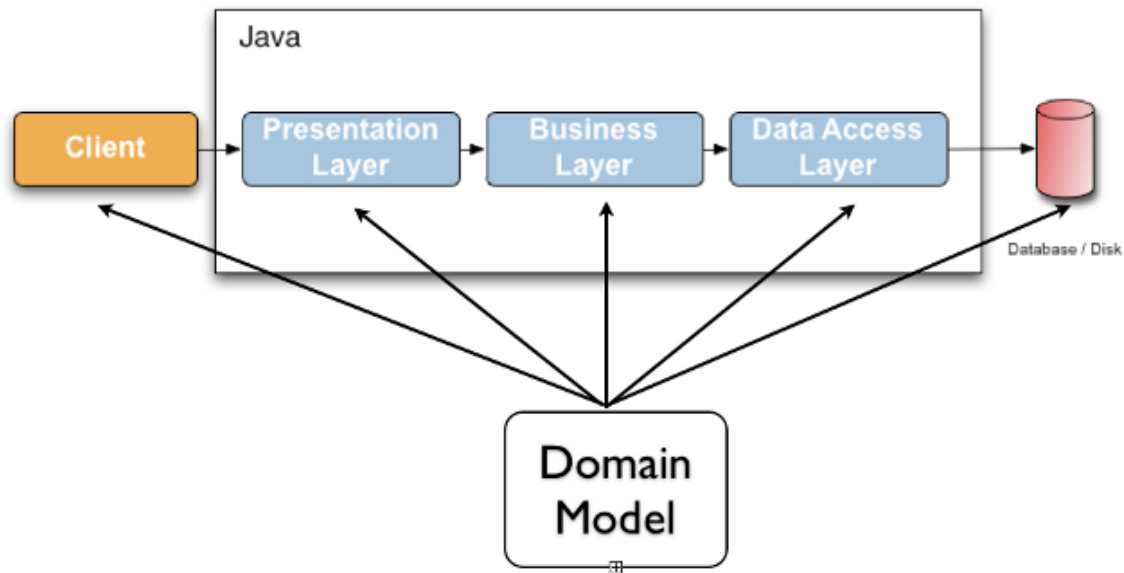 Java
Client
Presentation
Layer
Business
Layer
Data Access
Layer
Database / Disk
Domain
Model